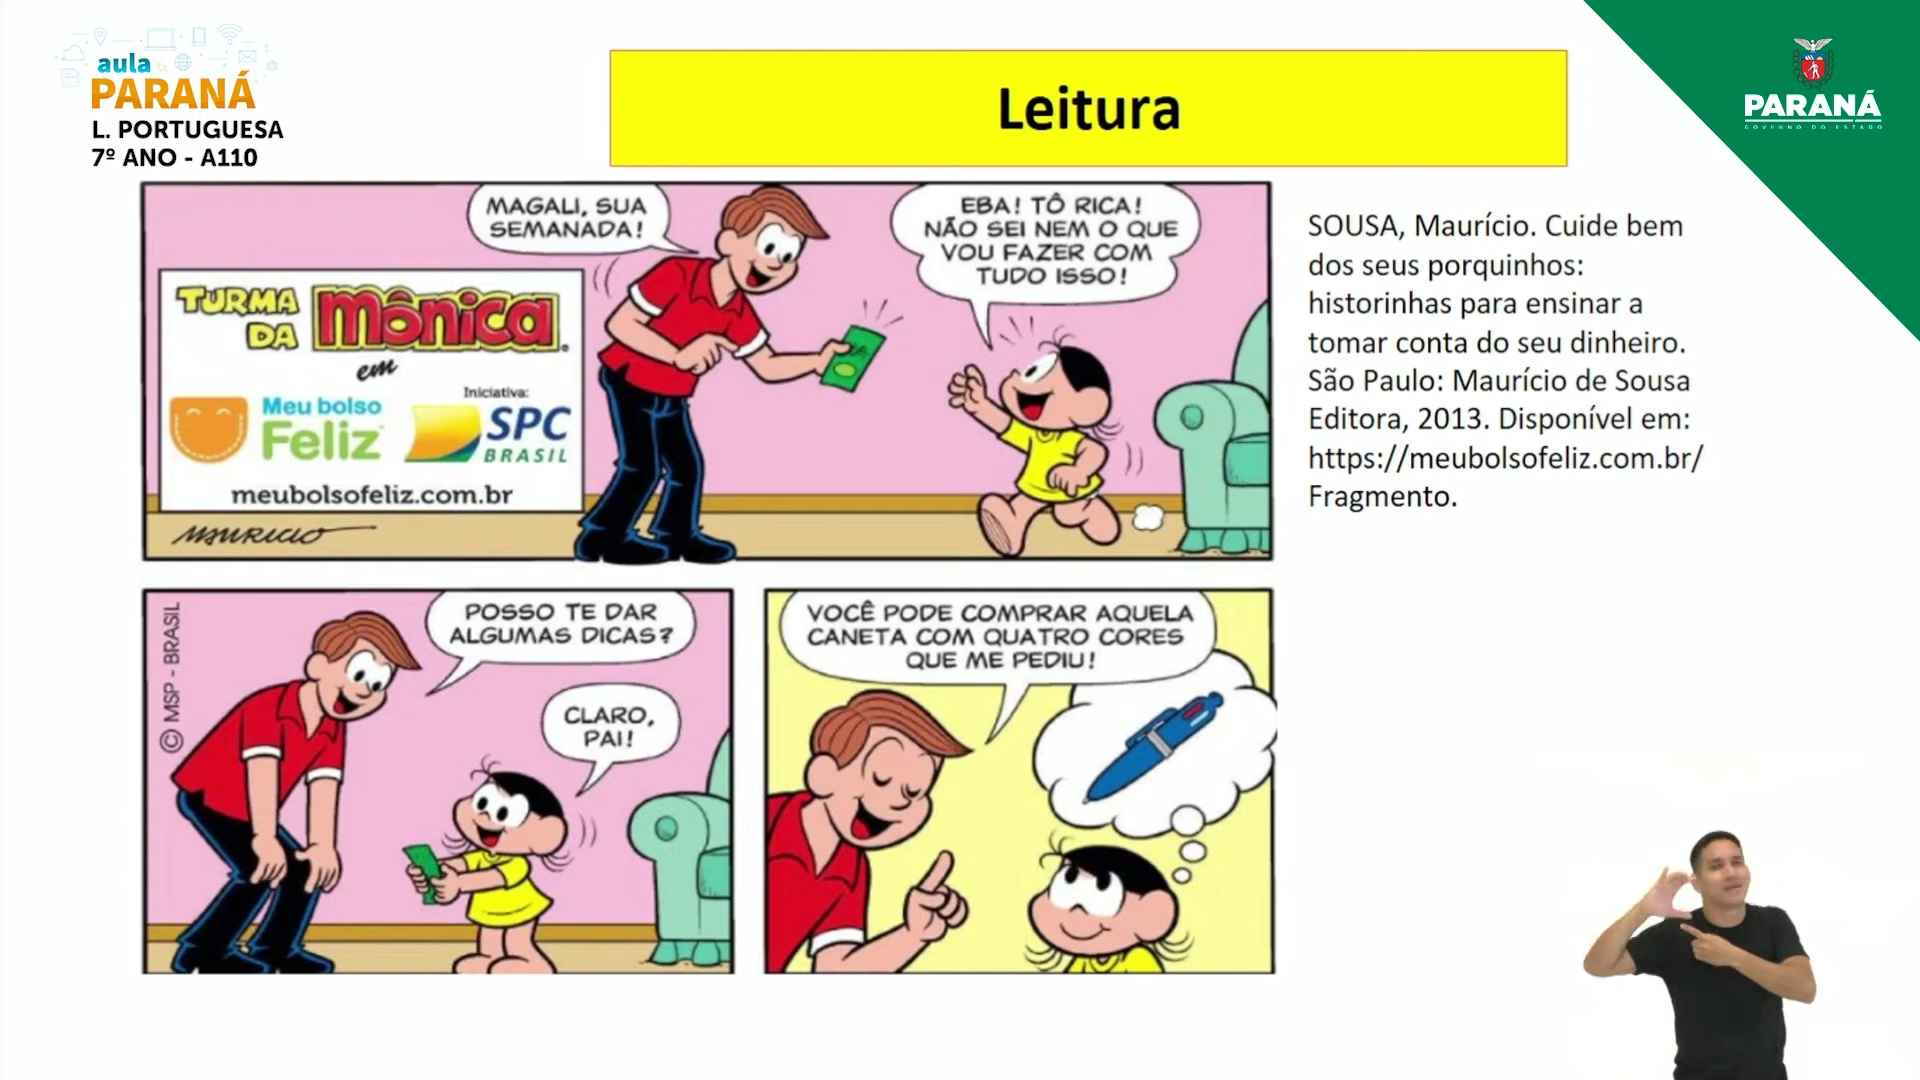 aula
PARANÁ
L. PORTUGUESA
7º ANO - A110
Leitura
PARANÁ
GOVERNO DO ESTADO
MAGALI, SUA
SEMANADA!
EBA! TÔ RICA!
NÃO SEI NEM O QUE
VOU FAZER COM
TUDO ISSO!
TURMA
DA Mônica
em
Meu bolso
Feliz
Iniciativa:
SPC
BRASIL
meubolsofeliz.com.br
MAURICIO
SOUSA, Maurício. Cuide bem
dos seus porquinhos:
historinhas para ensinar a
tomar conta do seu dinheiro.
São Paulo: Maurício de Sousa
Editora, 2013. Disponível em:
https://meubolsofeliz.com.br/
Fragmento.
© MSP - BRASIL
POSSO TE DAR
ALGUMAS DICAS?
CLARO,
PAI!
VOCÊ PODE COMPRAR AQUELA
CANETA COM QUATRO CORES
QUE ME PEDIU!